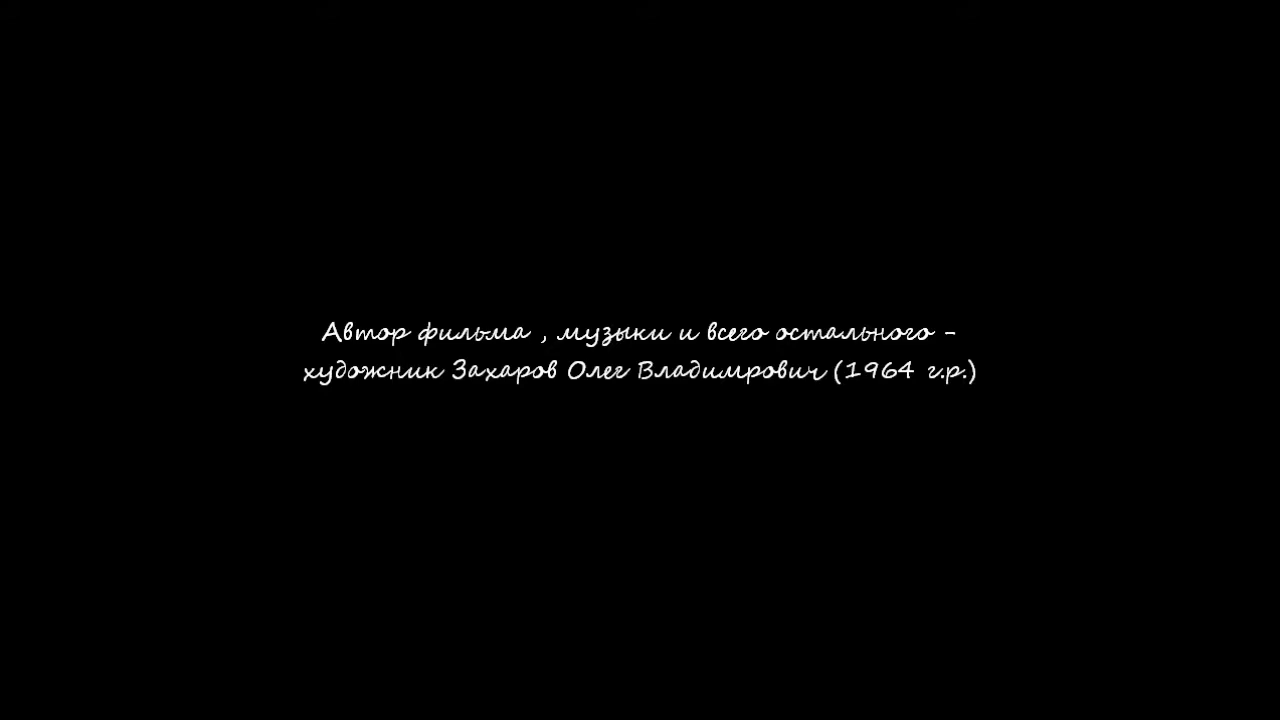 Автор фильма , музыки и всего остального -
художник Захаров Олег Владимрович (1964 г.р.)